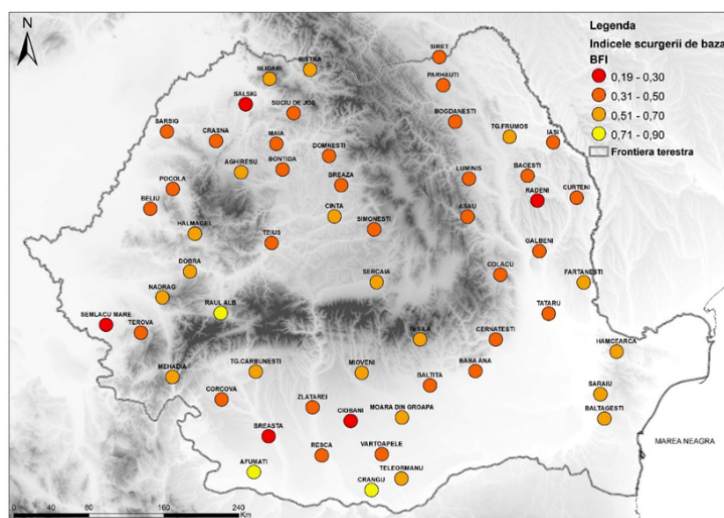 N
Legenda
Indicele scurgerii de baza
BFI
0,19 - 0,30
0,31 - 0,50
0,51 - 0,70
0,71 - 0,90
Frontiera terestra
SIRET
BISTRA
BLIDARI
PARHAUTI
SALSIG
SUCIU DE JOS
BOGDANESTI
SARSIG
CRASNA
MAIA
TG.FRUMOS
IASI
DOMNESTI
AGHIRESU
BONTIDA
BREAZA
LUMINIS
BACESTI
POCOLA
RADENI
CURTENI
BELIU
CINTA
ASAU
HALMAGEL
SIMONESTI
TEIUS
GALBENI
DOBRA
SERCAIA
COLACU
FARTANESTI
NADRAG
RAUL ALB
TATARU
SEMLACU MARE
TEROVA
TESILA
CERNATESTI
HAMCEARCA
MEHADIA
TG.CARBUNESTI
MIOVENI
BABA ANA
BALTITA
CORCOVA
SARAIU
ZLATAREI
CIOBANI
MOARA DIN GROAPA
BALTAGESTI
BREASTA
MAREA NEAGRA
RESCA
VARTOAPELE
AFUMATI
TELEORMANU
CRANGU
0 40 80 160 240
Km